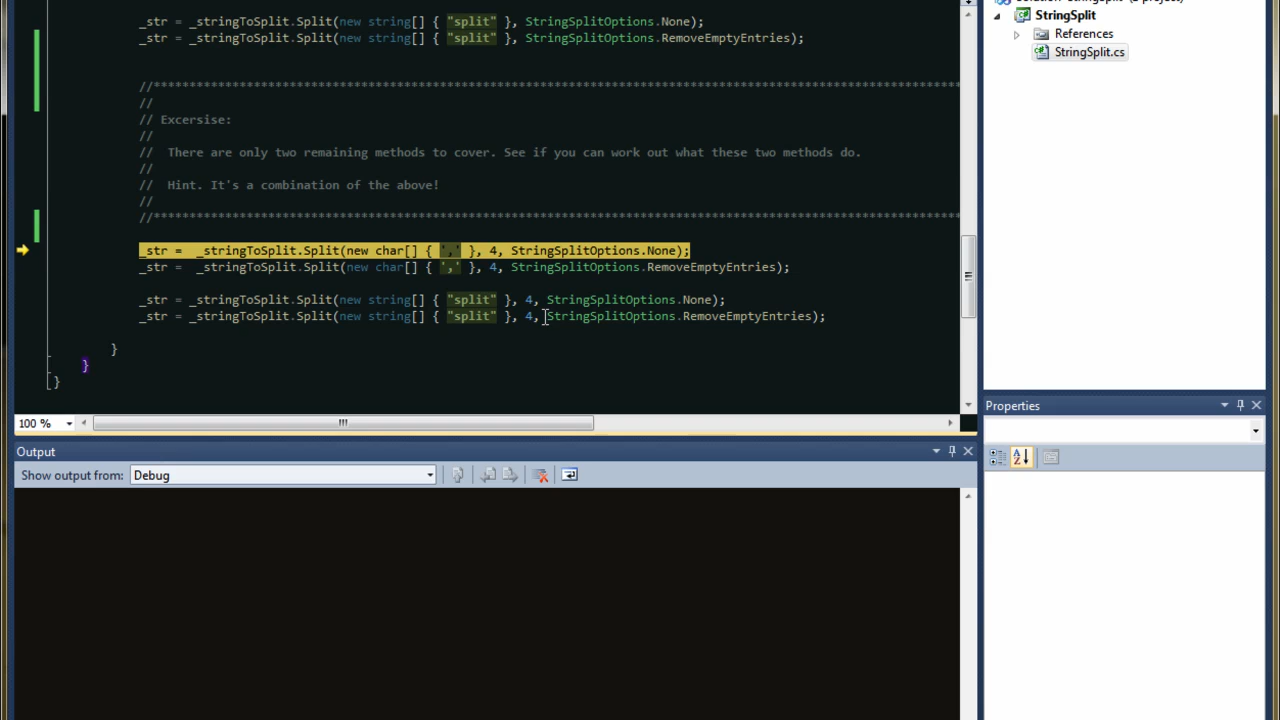 _str = _stringToSplit.Split(new string[] { "split" }, StringSplitOptions.None);
_str = _stringToSplit.Split(new string[] { "split" }, StringSplitOptions.RemoveEmptyEntries);
//
// Excersise:
//
//  There are only two remaining methods to cover. See if you can work out what these two methods do.
//
//  Hint. It's a combination of the above!
//
_str =  _stringToSplit.Split(new char[] { ',' }, 4, StringSplitOptions.None);
_str =  _stringToSplit.Split(new char[] { ',' }, 4, StringSplitOptions.RemoveEmptyEntries);
_str = _stringToSplit.Split(new string[] { "split" }, 4, StringSplitOptions.None);
_str = _stringToSplit.Split(new string[] { "split" }, 4, StringSplitOptions.RemoveEmptyEntries);
}
}
}
100 %
Output
Show output from: Debug
StringSplit
References
StringSplit.cs
Properties